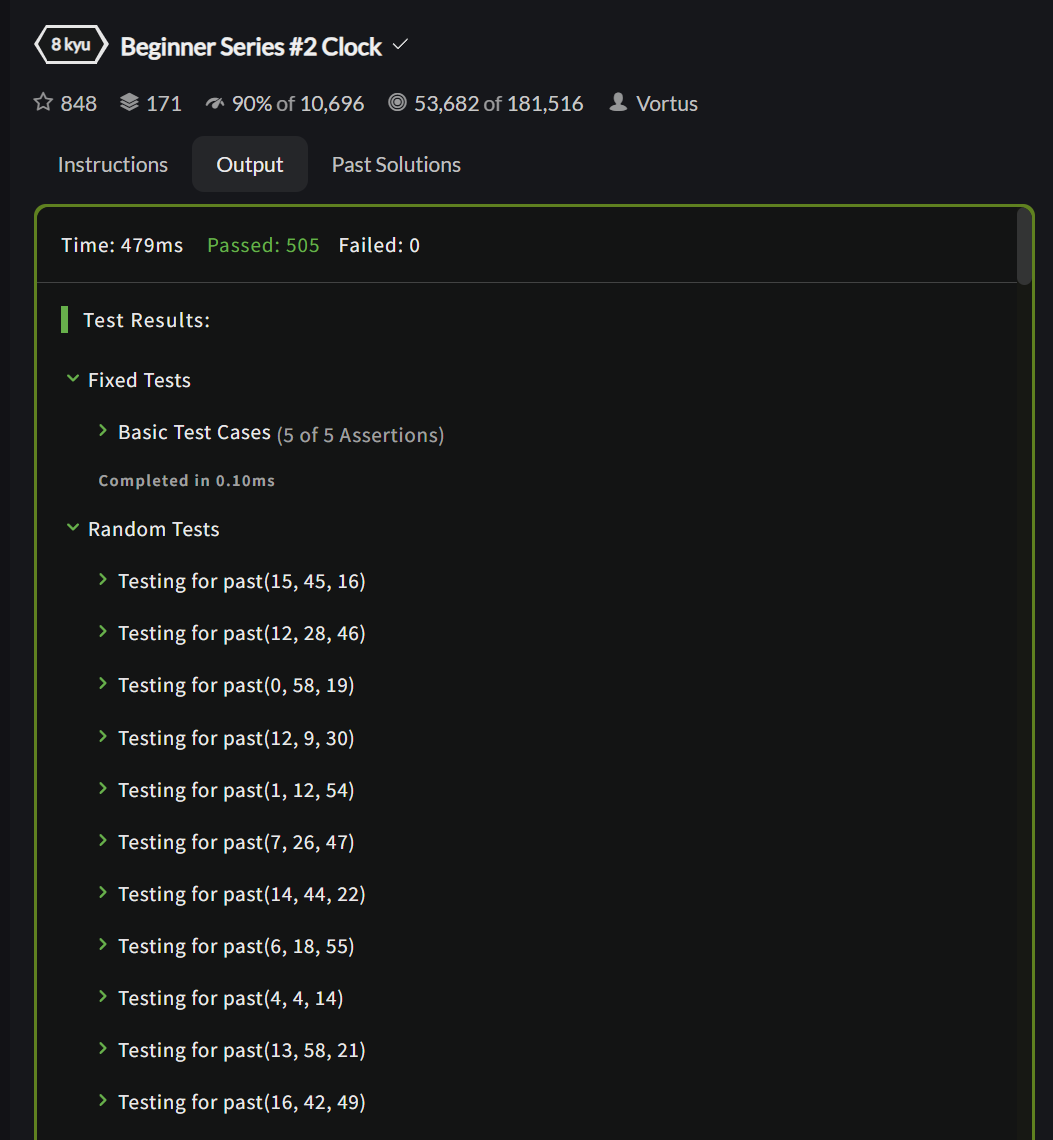 8 kyu Beginner Series #2 Clock
848 171 90% of 10,696 53,682 of 181,516 Vortus
Instructions Output Past Solutions
Time: 479ms Passed: 505 Failed: 0
Test Results:
Fixed Tests
Basic Test Cases (5 of 5 Assertions)
Completed in 0.10ms
Random Tests
Testing for past(15, 45, 16)
Testing for past(12, 28, 46)
Testing for past(0, 58, 19)
Testing for past(12, 9, 30)
Testing for past(1, 12, 54)
Testing for past(7, 26, 47)
Testing for past(14, 44, 22)
Testing for past(6, 18, 55)
Testing for past(4, 4, 14)
Testing for past(13, 58, 21)
Testing for past(16, 42, 49)